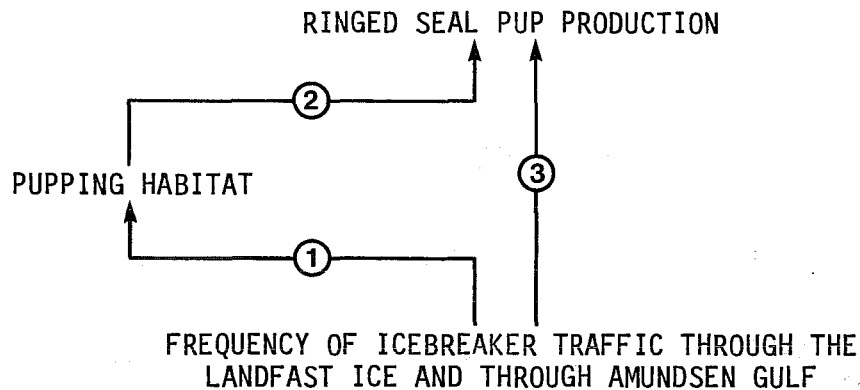 RINGED SEAL PUP PRODUCTION
2
3
PUPPING HABITAT
1
FREQUENCY OF ICEBREAKER TRAFFIC THROUGH THE
LANDFAST ICE AND THROUGH AMUNDSEN GULF